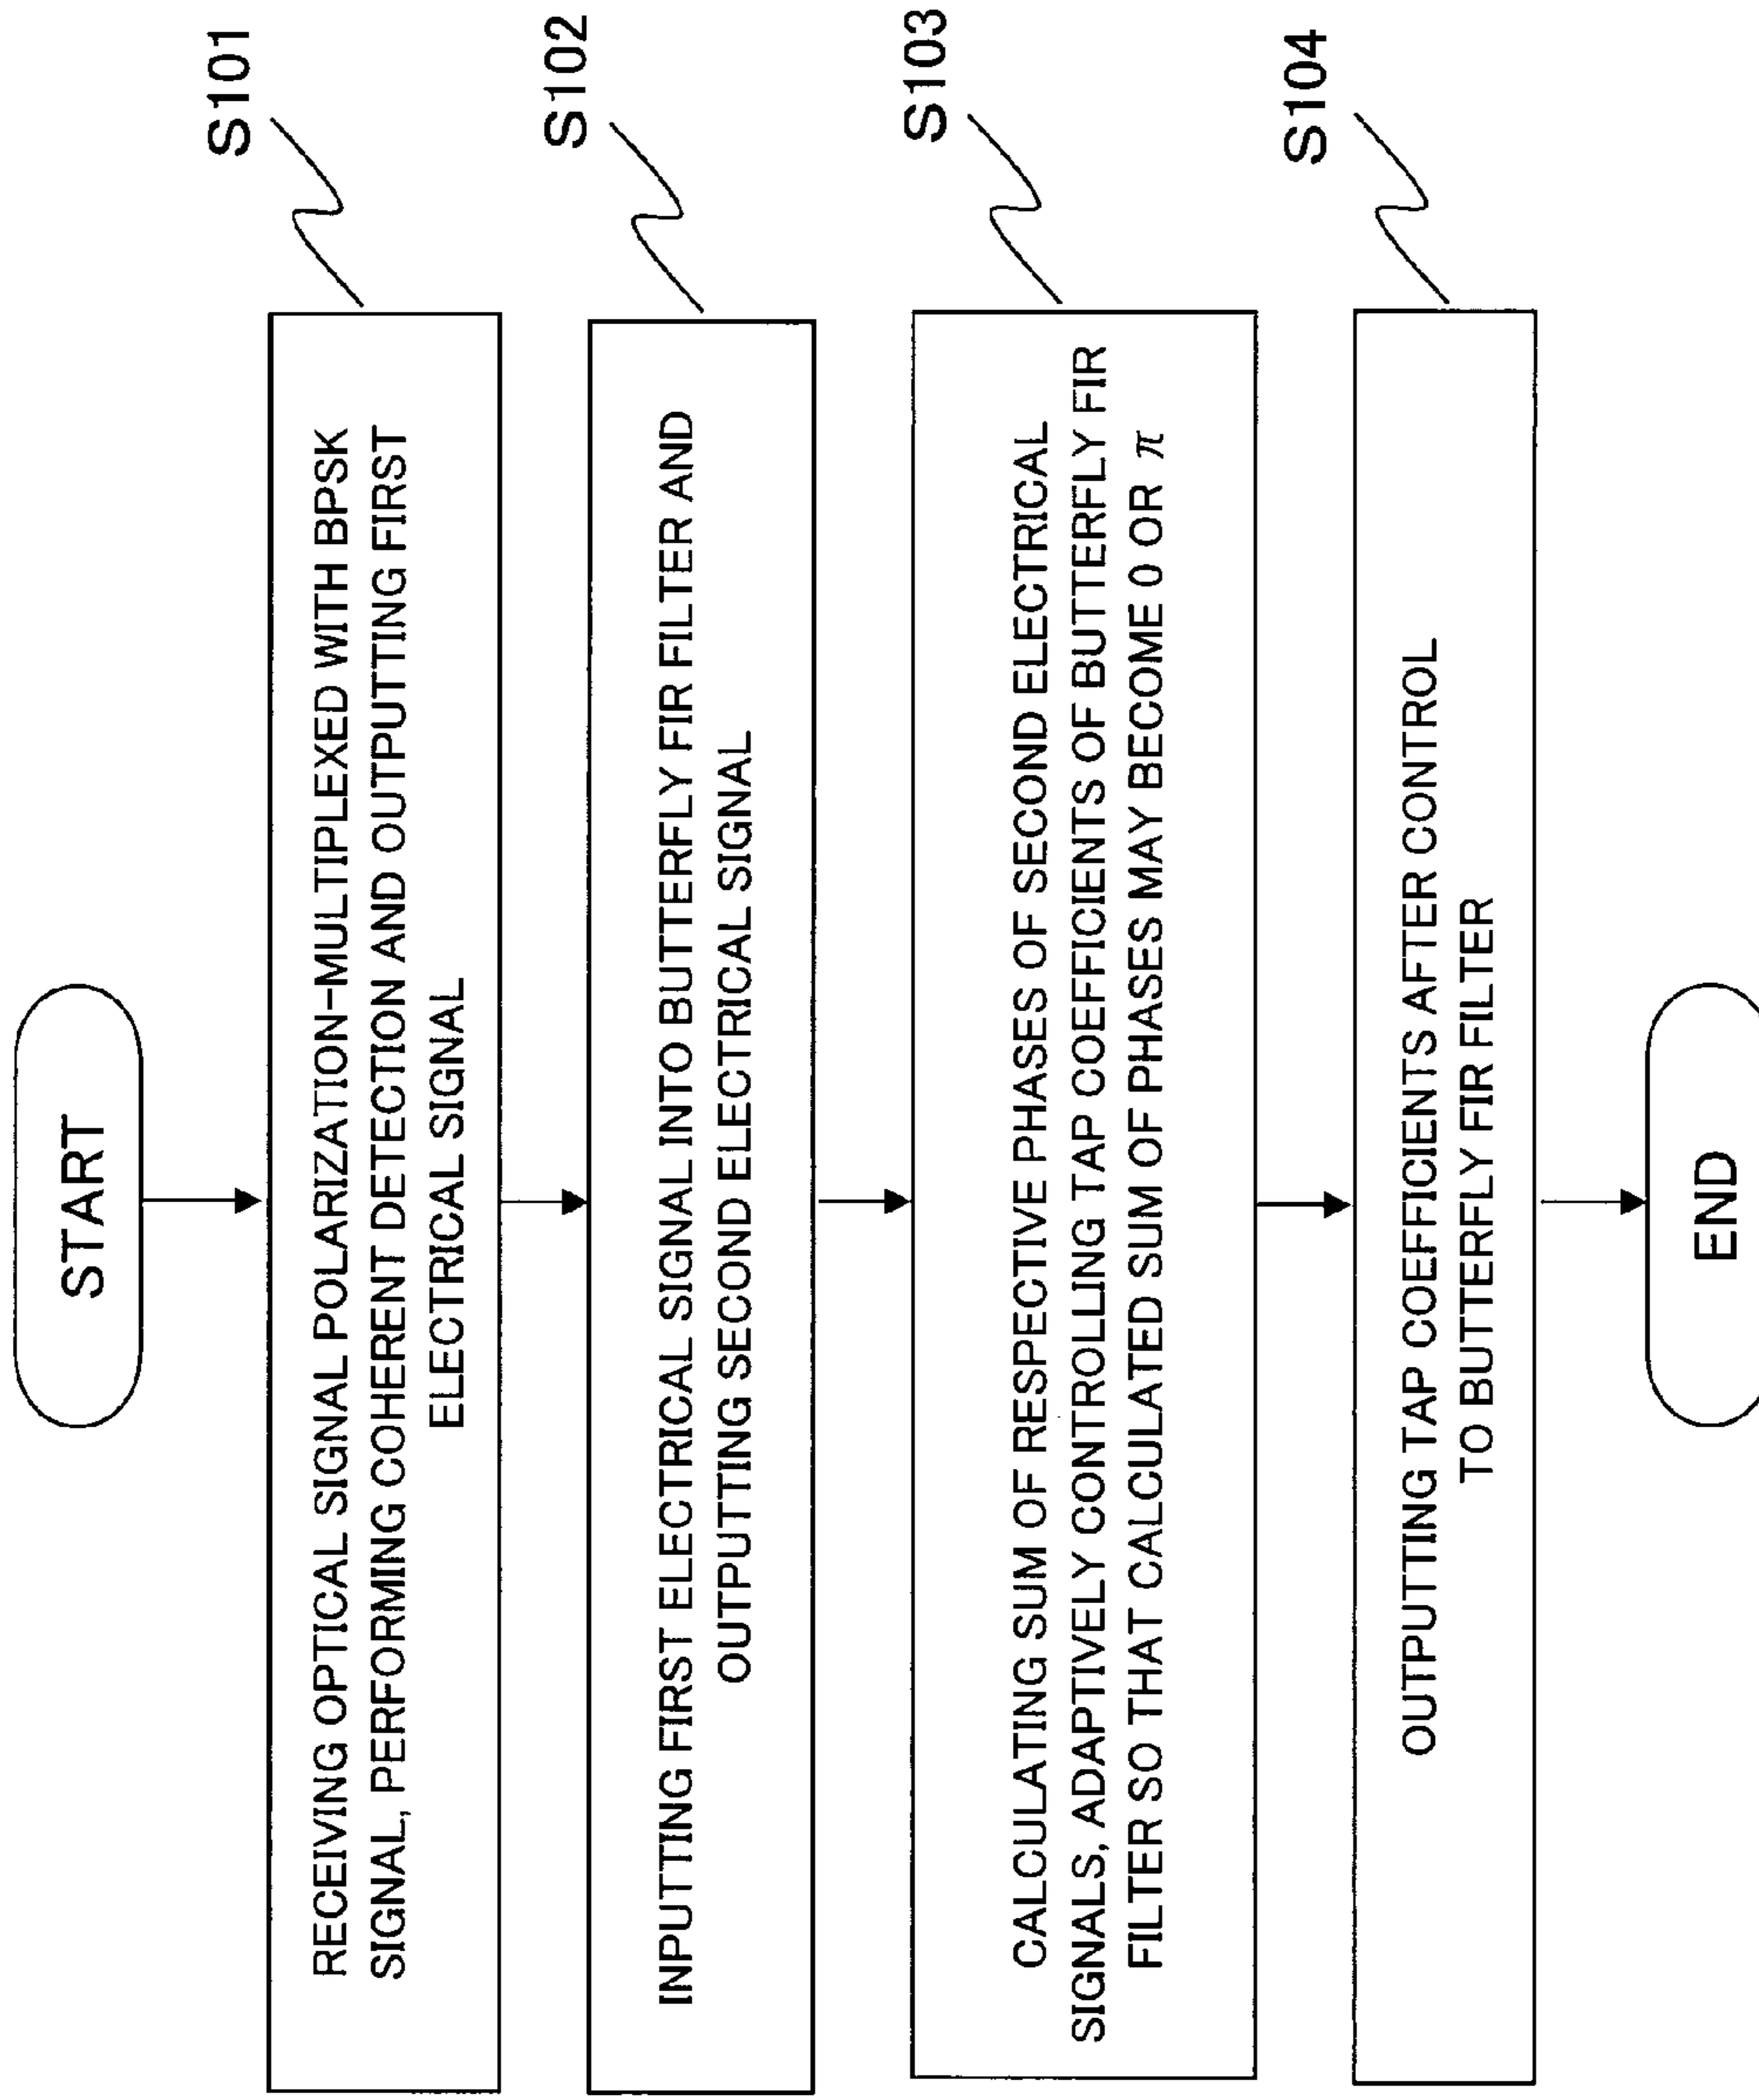 START
S101
RECEIVING OPTICAL SIGNAL POLARIZATION-MULTIPLEXED WITH BPSK
SIGNAL, PERFORMING COHERENT DETECTION AND OUTPUTTING FIRST
ELECTRICAL SIGNAL
S102
INPUTTING FIRST ELECTRICAL SIGNAL INTO BUTTERFLY FIR FILTER AND
OUTPUTTING SECOND ELECTRICAL SIGNAL
S103
CALCULATING SUM OF RESPECTIVE PHASES OF SECOND ELECTRICAL
SIGNALS, ADAPTIVELY CONTROLLING TAP COEFFICIENTS OF BUTTERFLY FIR
FILTER SO THAT CALCULATED SUM OF PHASES MAY BECOME 0 OR π
S104
OUTPUTTING TAP COEFFICIENTS AFTER CONTROL
TO BUTTERFLY FIR FILTER
END